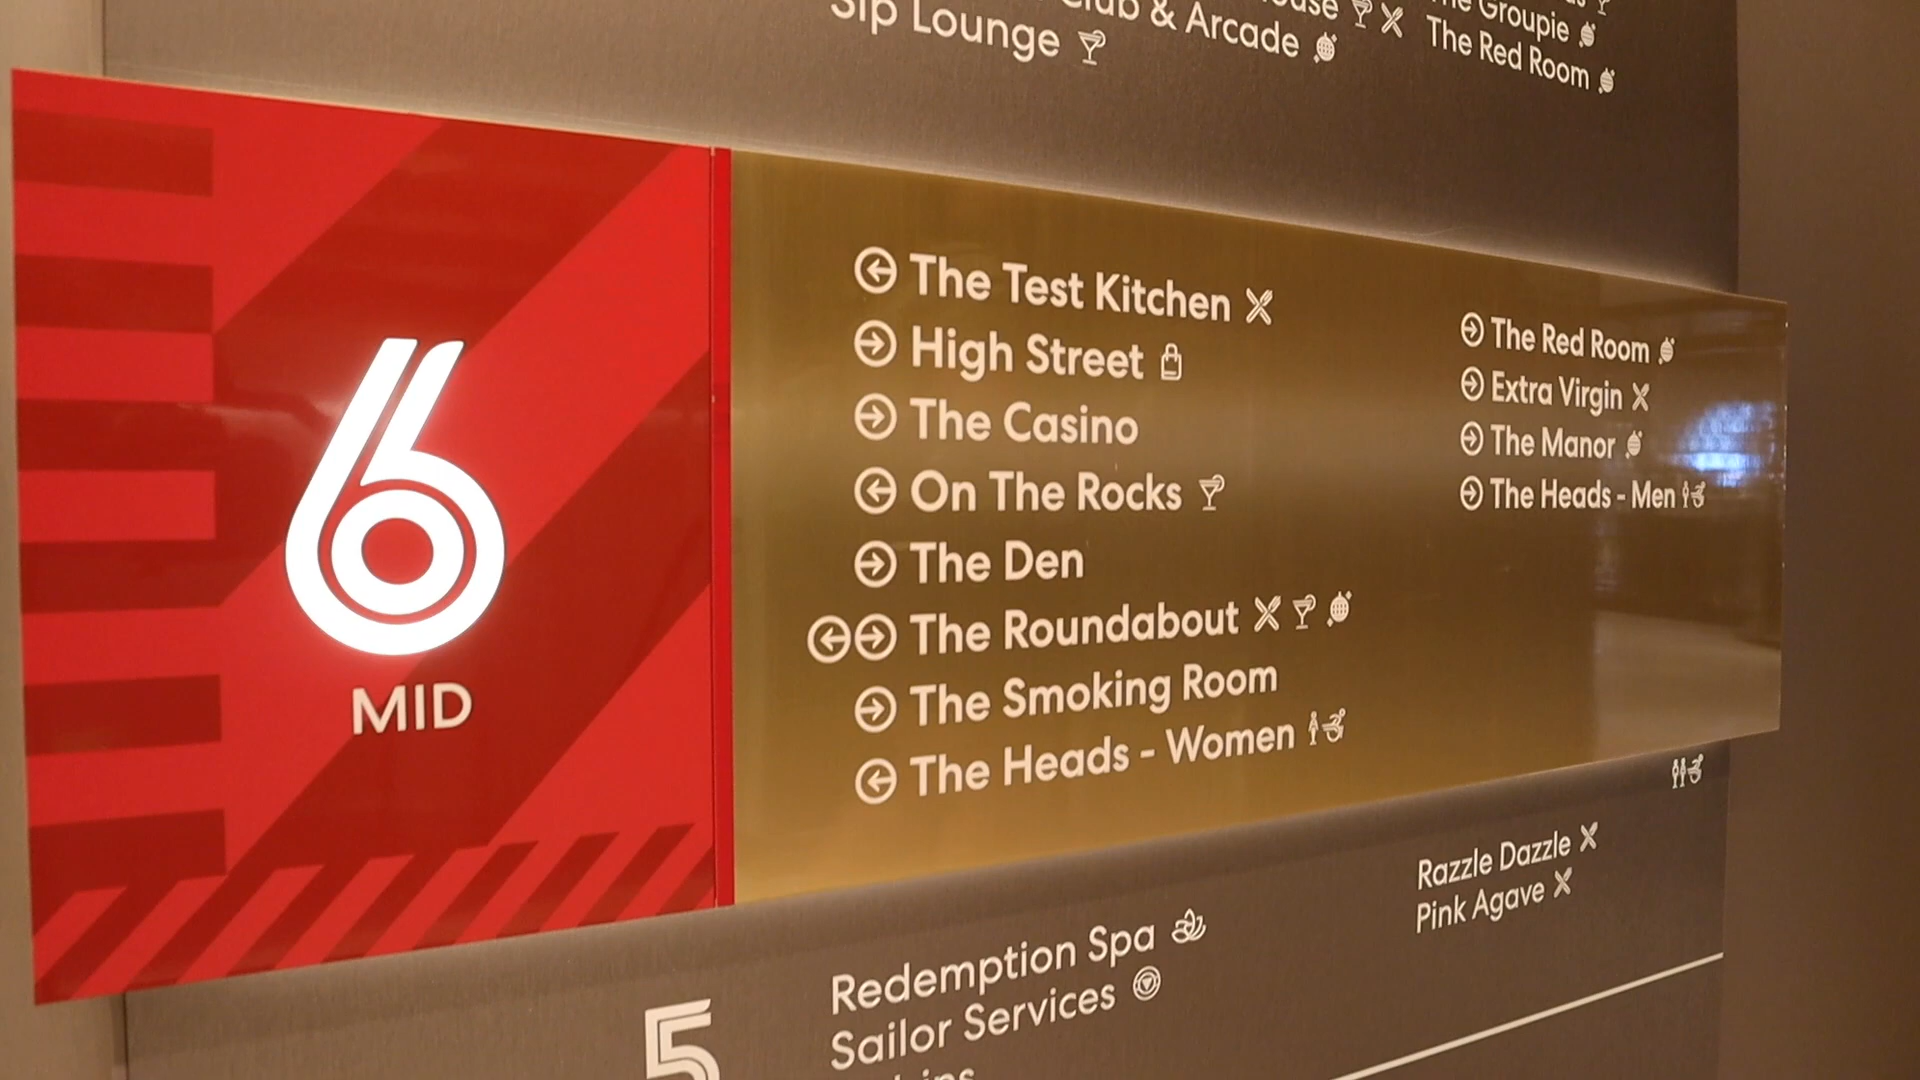 Sip Lounge
& Arcade
The Groupie
The Red Room
6
MID
The Test Kitchen
High Street
The Casino
On The Rocks
The Den
The Roundabout
The Smoking Room
The Heads - Women
The Red Room
Extra Virgin
The Manor
The Heads - Men
Razzle Dazzle
Pink Agave
5
Redemption Spa
Sailor Services